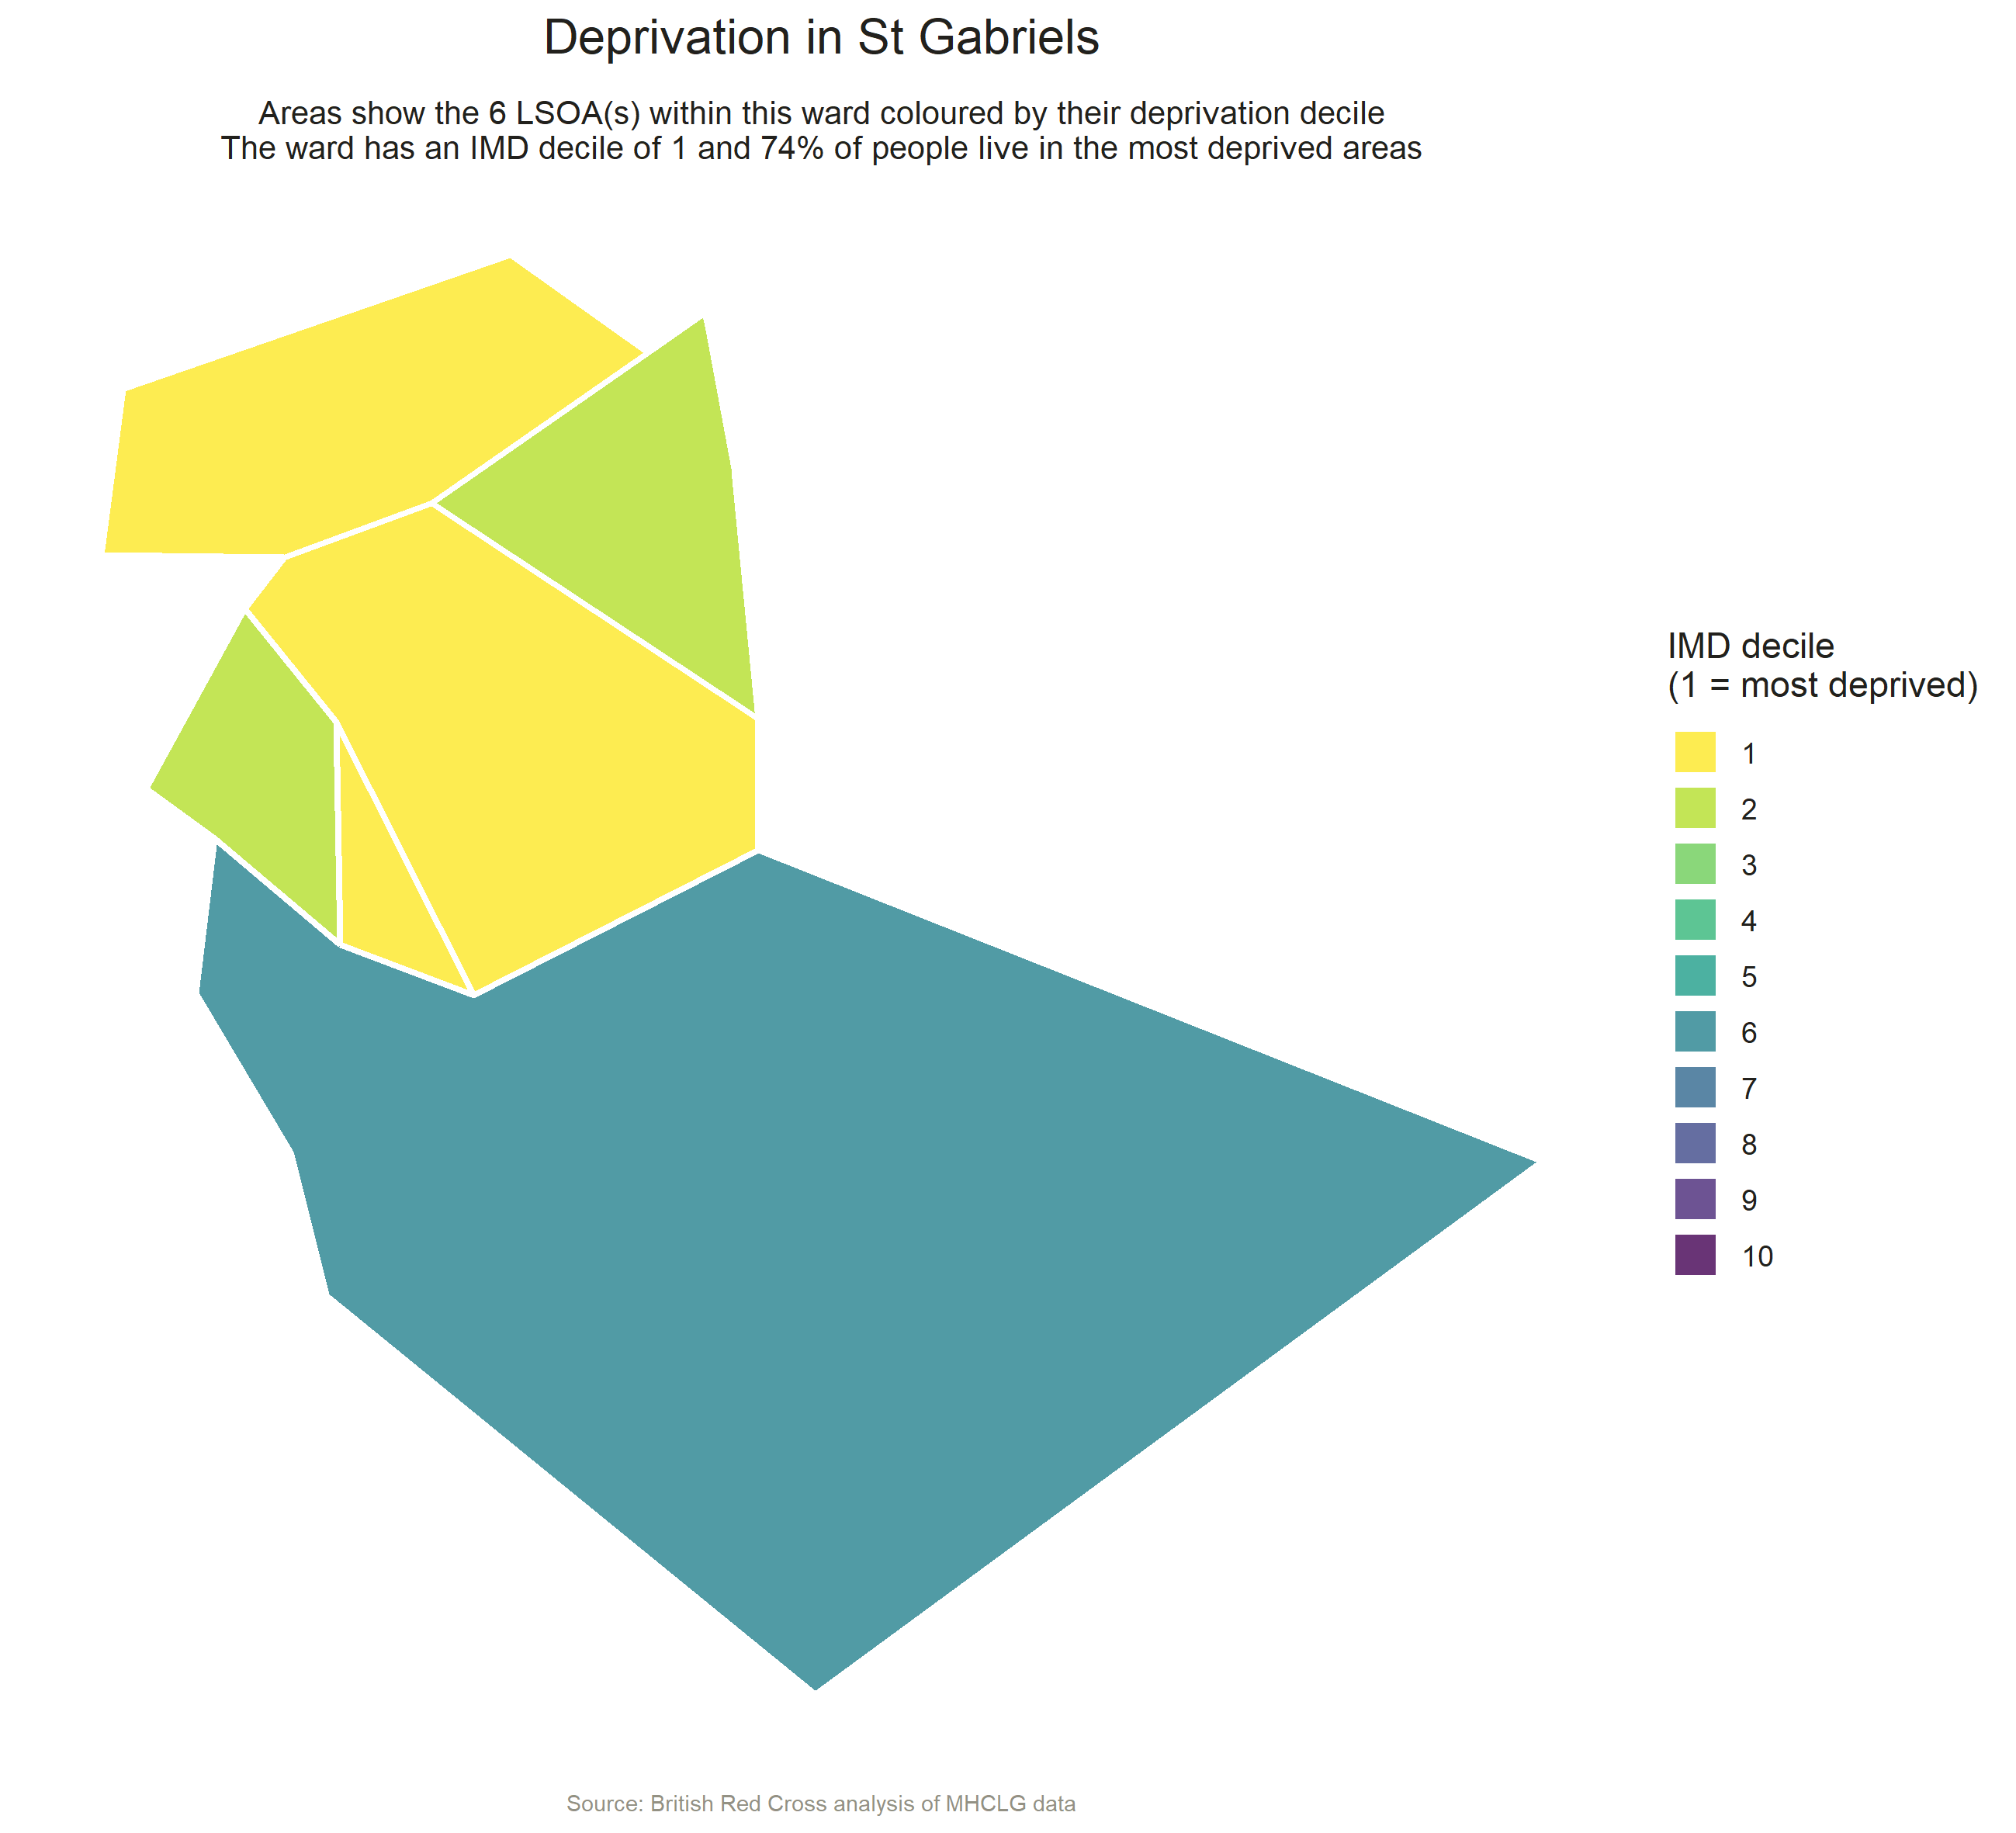 Deprivation in St Gabriels
Areas show the 6 LSOA(s) within this ward coloured by their deprivation decile
The ward has an IMD decile of 1 and 74% of people live in the most deprived areas
IMD decile
(1 = most deprived)
1
2
3
4
5
6
7
8
9
10
Source: British Red Cross analysis of MHCLG data